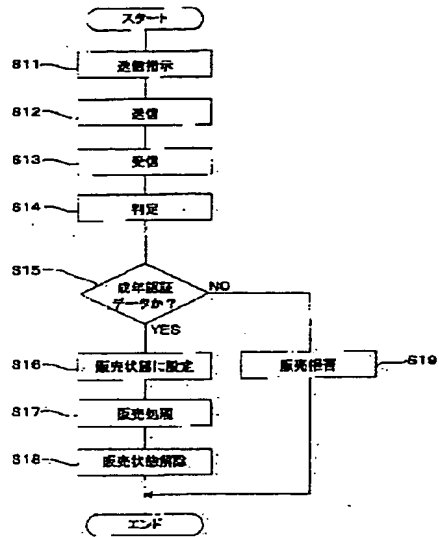 スタート
S11
送信指示
S12
送信
S13
受信
S14
判定
S15
成年認証
データか?
NO
YES
S16
販売状態に設定
販売拒否
S19
S17
販売処理
S18
販売状態解除
エンド